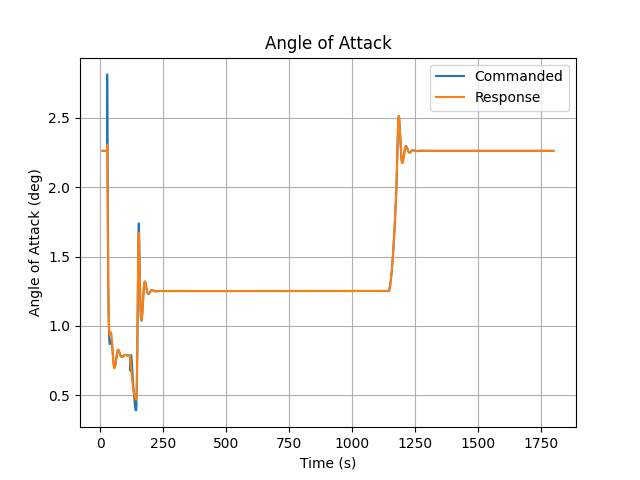 Angle of Attack
Commanded
Response
Angle of Attack (deg)
2.5
2.0
1.5
1.0
0.5
0 250 500 750 1000 1250 1500 1750
Time (s)